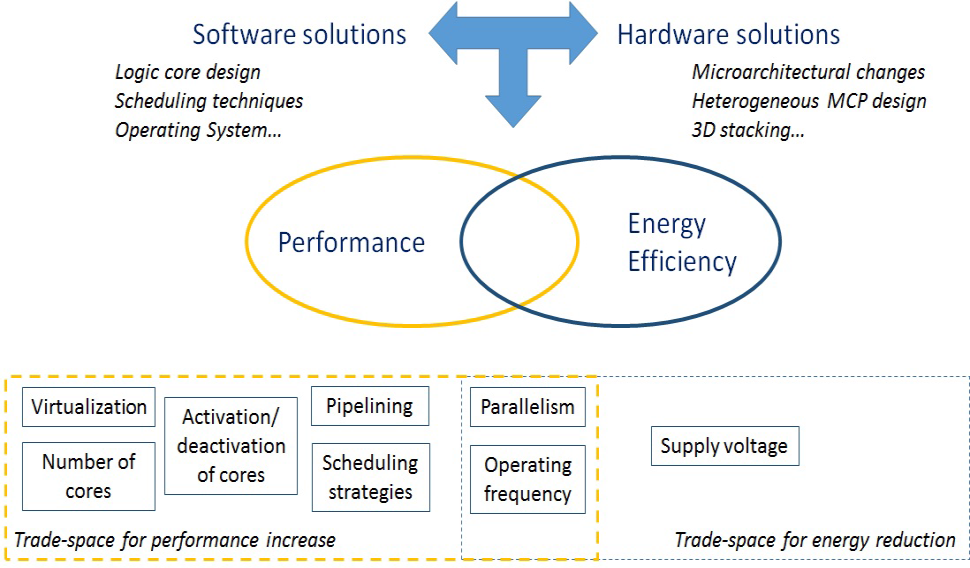 Software solutions
Hardware solutions
Logic core design
Scheduling techniques
Operating System...
Microarchitectural changes
Heterogeneous MCP design
3D stacking...
Performance
Energy
Efficiency
Virtualization
Number of
cores
Activation/
deactivation
of cores
Pipelining
Scheduling
strategies
Parallelism
Operating
frequency
Supply voltage
Trade-space for performance increase
Trade-space for energy reduction